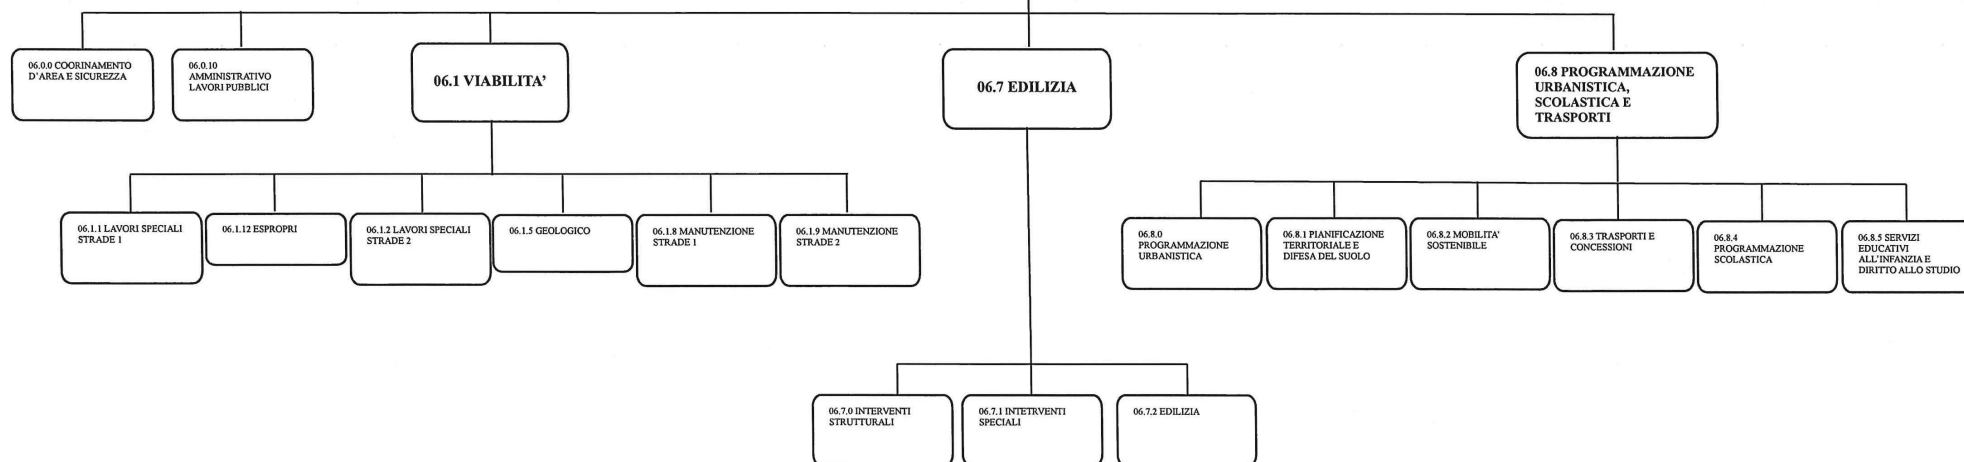 06.0.0 COORINAMENTO
D'AREA E SICUREZZA
06.0.10
AMMINISTRATIVO
LAVORI PUBBLICI
06.1 VIABILITA’
06.7 EDILIZIA
06.8 PROGRAMMAZIONE
URBANISTICA,
SCOLASTICA E
TRASPORTI
06.1.1 LAVORI SPECIALI
STRADE 1
06.1.12 ESPROPRI
06.1.2 LAVORI SPECIALI
STRADE 2
06.1.5 GEOLOGICO
06.1.8 MANUTENZIONE
STRADE 1
06.1.9 MANUTENZIONE
STRADE 2
06.8.0
PROGRAMMAZIONE
URBANISTICA
06.8.1 PIANIFICAZIONE
TERRITORIALE E
DIFESA DEL SUOLO
06.8.2 MOBILITA'
SOSTENIBILE
06.8.3 TRASPORTI E
CONCESSIONI
06.8.4
PROGRAMMAZIONE
SCOLASTICA
06.8.5 SERVIZI
EDUCATIVI
ALL'INFANZIA E
DIRITTO ALLO STUDIO
06.7.0 INTERVENTI
STRUTTURALI
06.7.1 INTETRVENTI
SPECIALI
06.7.2 EDILIZIA